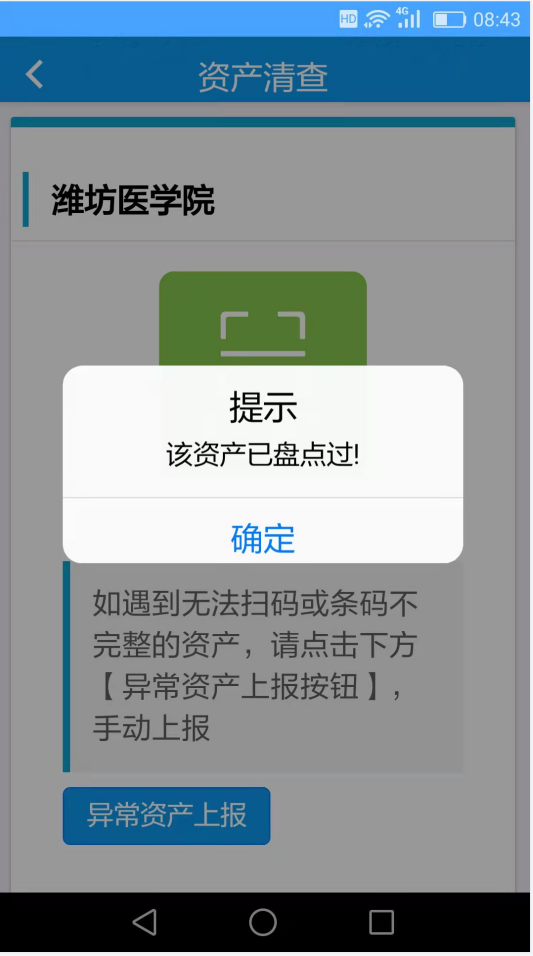 HD 4G 08:43
资产清查
潍坊医学院
提示
该资产已盘点过!
确定
如遇到无法扫码或条码不
完整的资产，请点击下方
【异常资产上报按钮】，
手动上报
异常资产上报